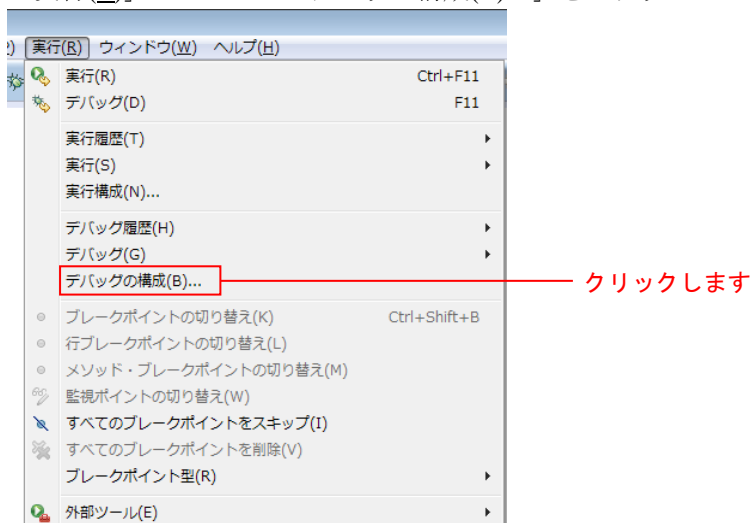 実行(R) ウィンドウ(W) ヘルプ(H)
実行(R) Ctrl+F11
デバッグ(D) F11
実行履歴(T)
実行(S)
実行構成(N)...
デバッグ履歴(H)
デバッグ(G)
デバッグの構成(B)...
クリックします
ブレークポイントの切り替え(K) Ctrl+Shift+B
行ブレークポイントの切り替え(L)
メソッド・ブレークポイントの切り替え(M)
監視ポイントの切り替え(W)
すべてのブレークポイントをスキップ(I)
すべてのブレークポイントを削除(V)
ブレークポイント型(R)
外部ツール(E)